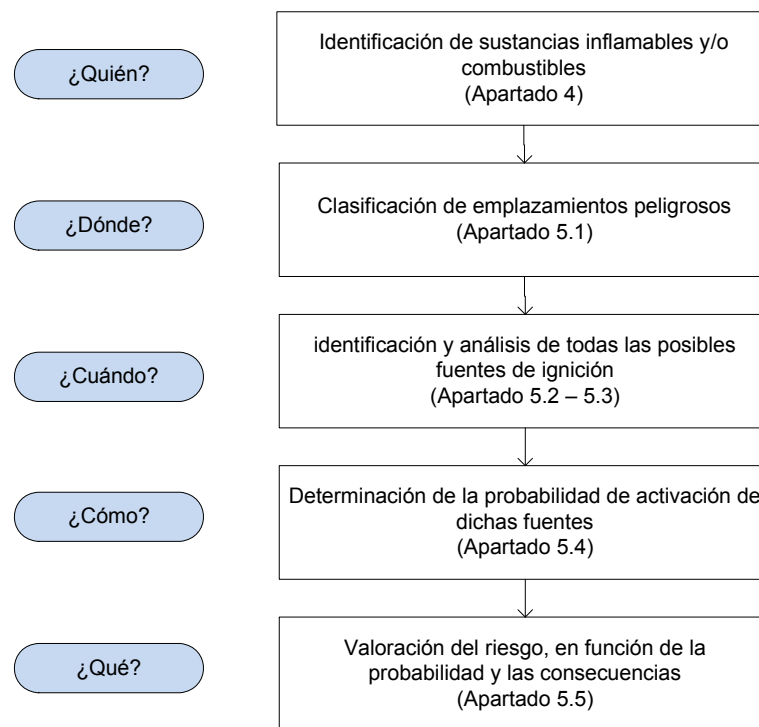 ¿Quién?
Identificación de sustancias inflamables y/o
combustibles
(Apartado 4)
¿Dónde?
Clasificación de emplazamientos peligrosos
(Apartado 5.1)
¿Cuándo?
identificación y análisis de todas las posibles
fuentes de ignición
(Apartado 5.2 – 5.3)
¿Cómo?
Determinación de la probabilidad de activación de
dichas fuentes
(Apartado 5.4)
¿Qué?
Valoración del riesgo, en función de la
probabilidad y las consecuencias
(Apartado 5.5)